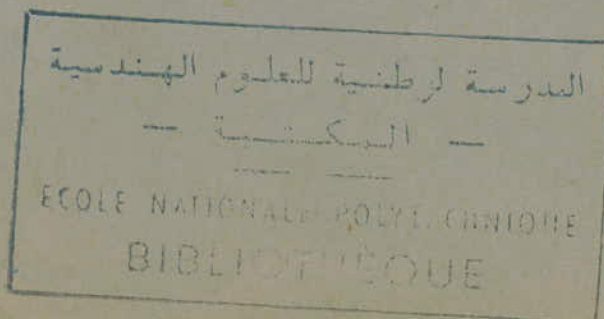 المدرسة الوطنية للعلوم الهندسية
— المكتبة —
ECOLE NATIONALE POLYTECHNIQUE
BIBLIOTHEQUE